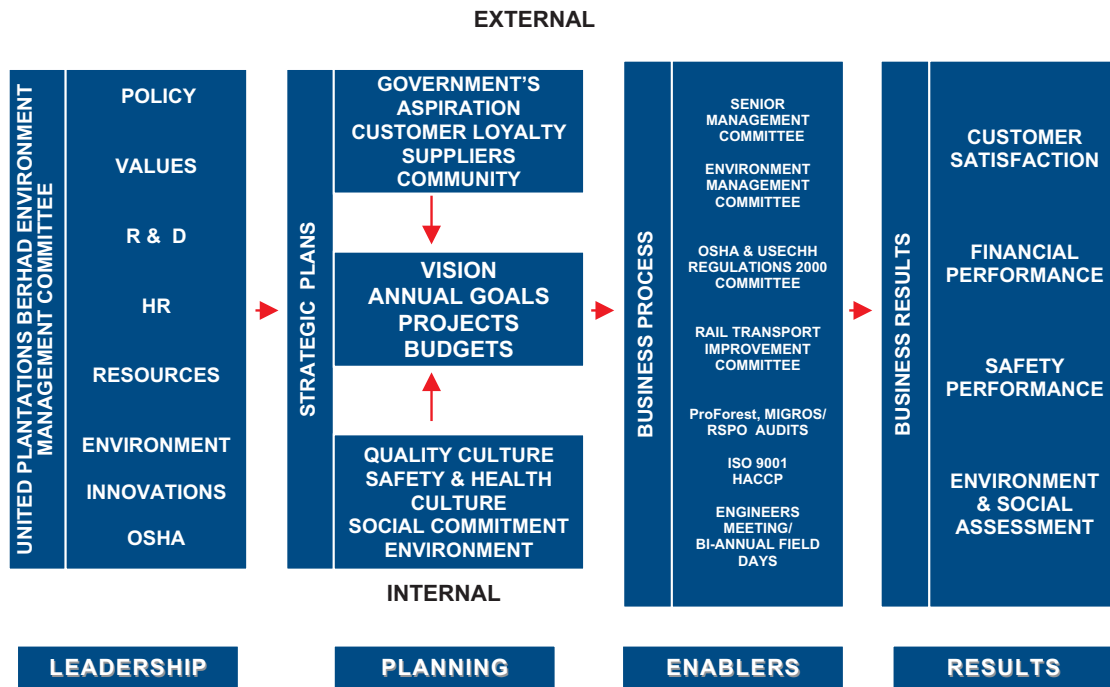 EXTERNAL
UNITED PLANTATIONS BERHAD ENVIRONMENT
MANAGEMENT COMMITTEE
POLICY
VALUES
R & D
HR
RESOURCES
ENVIRONMENT
INNOVATIONS
OSHA
STRATEGIC PLANS
GOVERNMENT'S
ASPIRATION
CUSTOMER LOYALTY
SUPPLIERS
COMMUNITY
VISION
ANNUAL GOALS
PROJECTS
BUDGETS
QUALITY CULTURE
SAFETY & HEALTH
CULTURE
SOCIAL COMMITMENT
ENVIRONMENT
INTERNAL
BUSINESS PROCESS
SENIOR
MANAGEMENT
COMMITTEE
ENVIRONMENT
MANAGEMENT
COMMITTEE
OSHA & USECHH
REGULATIONS 2000
COMMITTEE
RAIL TRANSPORT
IMPROVEMENT
COMMITTEE
ProForest, MIGROS/
RSPO AUDITS
ISO 9001
HACCP
ENGINEERS
MEETING/
BI-ANNUAL FIELD
DAYS
BUSINESS RESULTS
CUSTOMER
SATISFACTION
FINANCIAL
PERFORMANCE
SAFETY
PERFORMANCE
ENVIRONMENT
& SOCIAL
ASSESSMENT
LEADERSHIP
PLANNING
ENABLERS
RESULTS